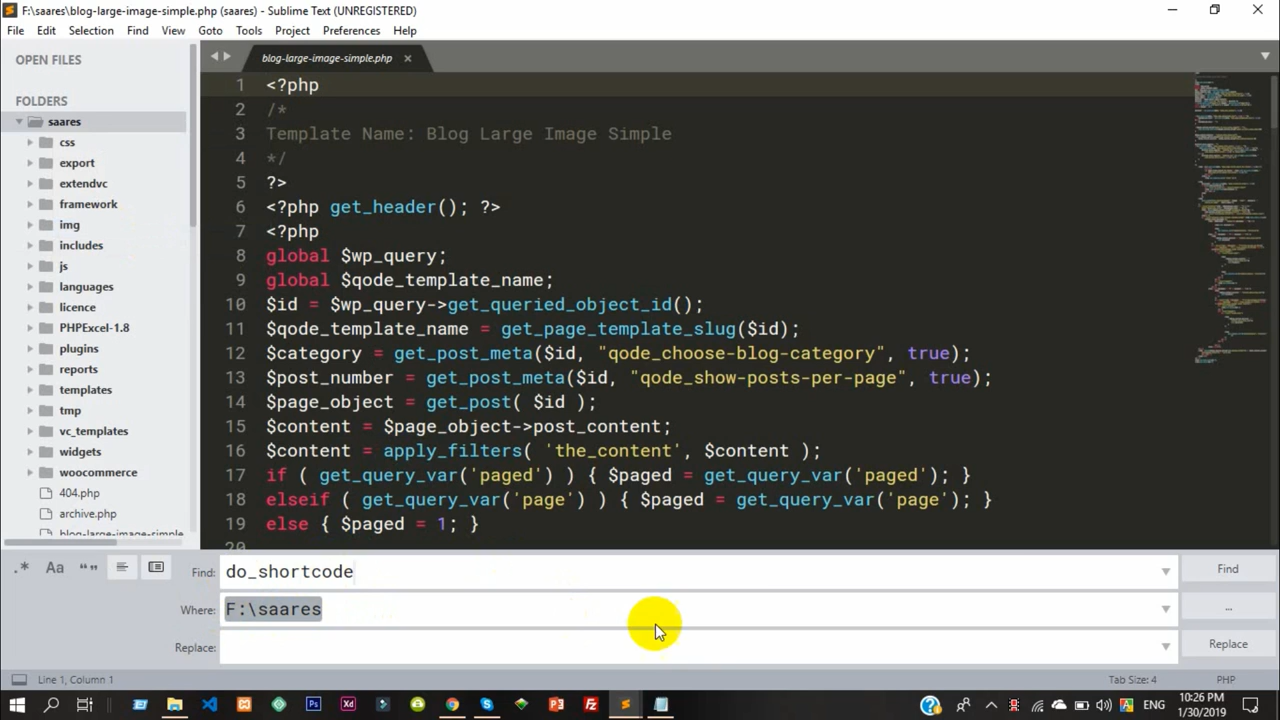 F:\saares\blog-large-image-simple.php (saares) - Sublime Text (UNREGISTERED)
File Edit Selection Find View Goto Tools Project Preferences Help
OPEN FILES
FOLDERS
saares
css
export
extendvc
framework
img
includes
js
languages
licence
PHPExcel-1.8
plugins
reports
templates
tmp
vc_templates
widgets
woocommerce
404.php
archive.php
blog-large-image-simple
blog-large-image-simple.php
1 <?php
2 /*
3 Template Name: Blog Large Image Simple
4 */
5 ?>
6 <?php get_header(); ?>
7 <?php
8 global $wp_query;
9 global $qode_template_name;
10 $id = $wp_query->get_queried_object_id();
11 $qode_template_name = get_page_template_slug($id);
12 $category = get_post_meta($id, "qode_choose-blog-category", true);
13 $post_number = get_post_meta($id, "qode_show-posts-per-page", true);
14 $page_object = get_post( $id );
15 $content = $page_object->post_content;
16 $content = apply_filters( 'the_content', $content );
17 if ( get_query_var('paged') ) { $paged = get_query_var('paged'); }
18 elseif ( get_query_var('page') ) { $paged = get_query_var('page'); }
19 else { $paged = 1; }
20
.* Aa “” Find: do_shortcode Find
Where: F:\saares ...
Replace: Replace
Line 1, Column 1 Tab Size: 4 PHP
10:26 PM
1/30/2019